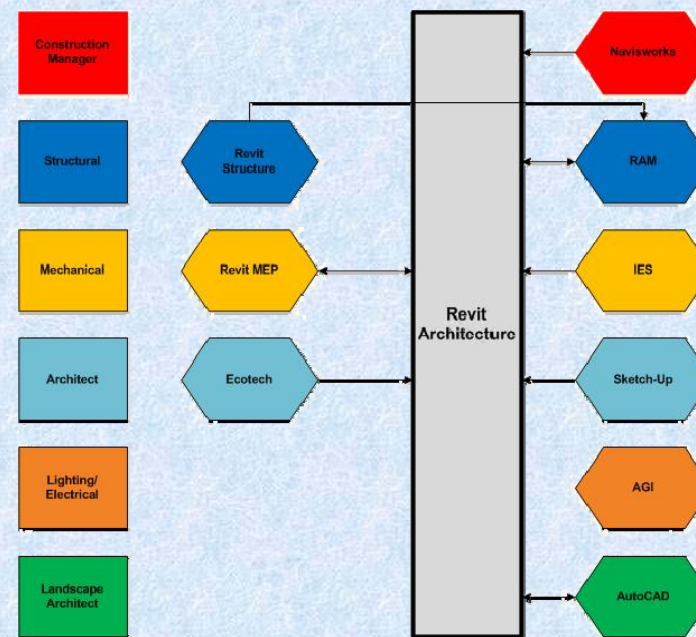 Construction
Manager
Navisworks
Structural
Revit
Structure
RAM
Mechanical
Revit MEP
IES
Revit
Architecture
Architect
Ecotech
Sketch-Up
Lighting/
Electrical
AGI
Landscape
Architect
AutoCAD